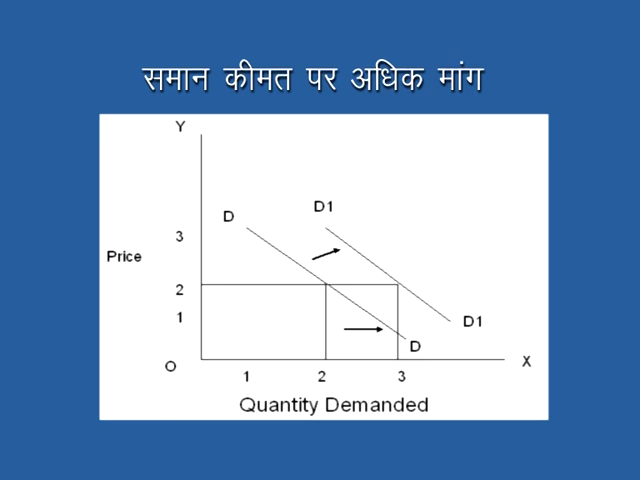 समान कीमत पर अधिक मांग
Y
D1
D
3
Price
2
1
D1
D
O
X
1 2 3
Quantity Demanded